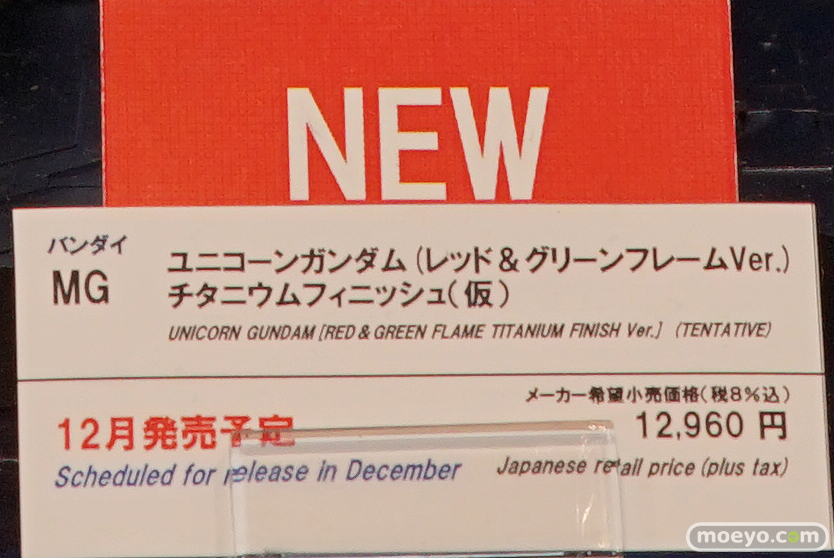 NEW
バンダイ
MG
ユニコーンガンダム(レッド&グリーンフレームVer.)
チタニウムフィニッシュ(仮)
UNICORN GUNDAM [RED & GREEN FLAME TITANIUM FINISH Ver.] (TENTATIVE)
メーカー希望小売価格(税8%込)
12月発売予定
12,960 円
Scheduled for release in December
Japanese retail price (plus tax)
moeyo.com